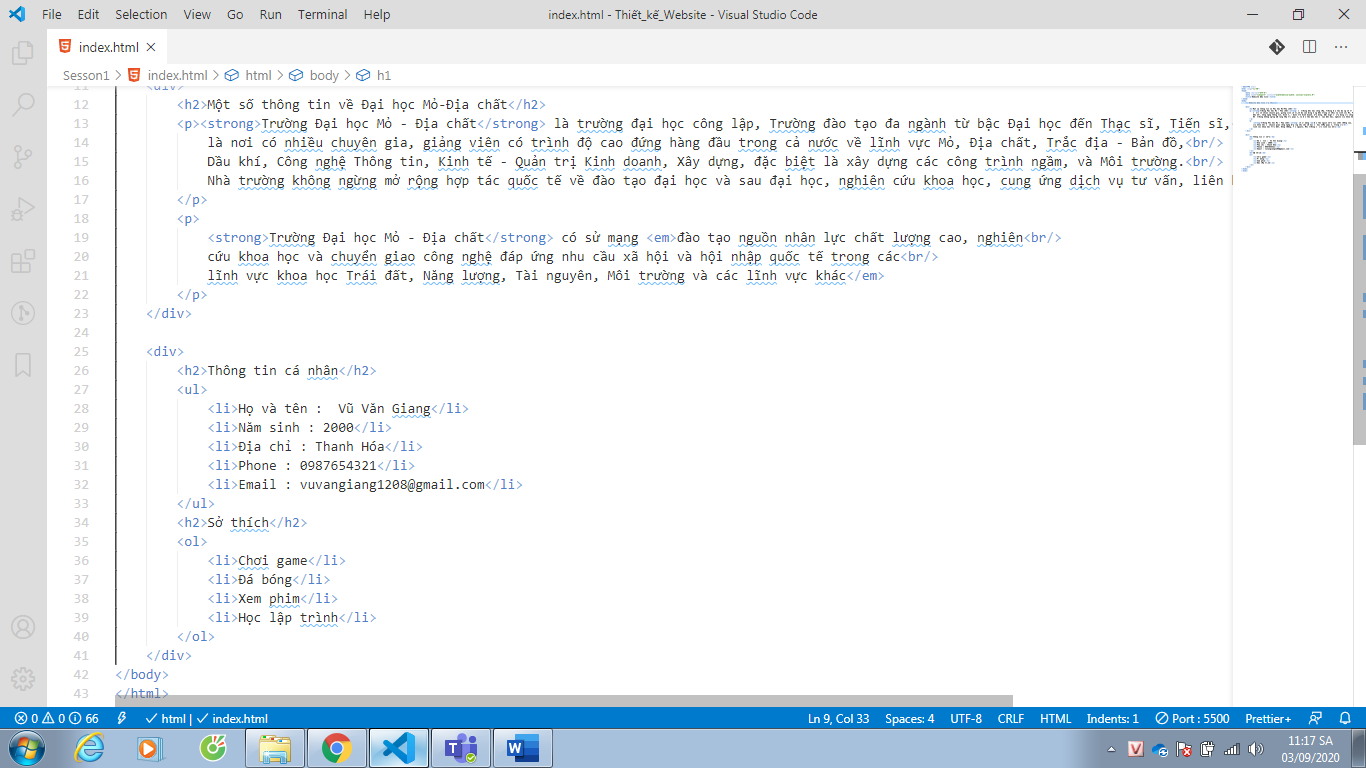 File Edit Selection View Go Run Terminal Help index.html - Thiết_kế_Website - Visual Studio Code
index.html
Sesson1 > index.html > html > body > h1
11 <div>
12 <h2>Một số thông tin về Đại học Mỏ-Địa chất</h2>
13 <p><strong>Trường Đại học Mỏ - Địa chất</strong> là trường đại học công lập, Trường đào tạo đa ngành từ bậc Đại học đến Thạc sĩ, Tiến sĩ,
14 là nơi có nhiều chuyên gia, giảng viên có trình độ cao đứng hàng đầu trong cả nước về lĩnh vực Mỏ, Địa chất, Trắc địa - Bản đồ,<br/>
15 Dầu khí, Công nghệ Thông tin, Kinh tế - Quản trị Kinh doanh, Xây dựng, đặc biệt là xây dựng các công trình ngầm, và Môi trường.<br/>
16 Nhà trường không ngừng mở rộng hợp tác quốc tế về đào tạo đại học và sau đại học, nghiên cứu khoa học, cung ứng dịch vụ tư vấn, liên
17 </p>
18 <p>
19 <strong>Trường Đại học Mỏ - Địa chất</strong> có sử mạng <em>đào tạo nguồn nhân lực chất lượng cao, nghiên<br/>
20 cứu khoa học và chuyển giao công nghệ đáp ứng nhu cầu xã hội và hội nhập quốc tế trong các<br/>
21 lĩnh vực khoa học Trái đất, Năng lượng, Tài nguyên, Môi trường và các lĩnh vực khác</em>
22 </p>
23 </div>
24
25 <div>
26 <h2>Thông tin cá nhân</h2>
27 <ul>
28 <li>Họ và tên :  Vũ Văn Giang</li>
29 <li>Năm sinh : 2000</li>
30 <li>Địa chỉ : Thanh Hóa</li>
31 <li>Phone : 0987654321</li>
32 <li>Email : vuvangiang1208@gmail.com</li>
33 </ul>
34 <h2>Sở thích</h2>
35 <ol>
36 <li>Chơi game</li>
37 <li>Đá bóng</li>
38 <li>Xem phim</li>
39 <li>Học lập trình</li>
40 </ol>
41 </div>
42 </body>
43 </html>
0 0 66 html | index.html Ln 9, Col 33 Spaces: 4 UTF-8 CRLF HTML Indents: 1 Port : 5500 Prettier+
11:17 SA
03/09/2020